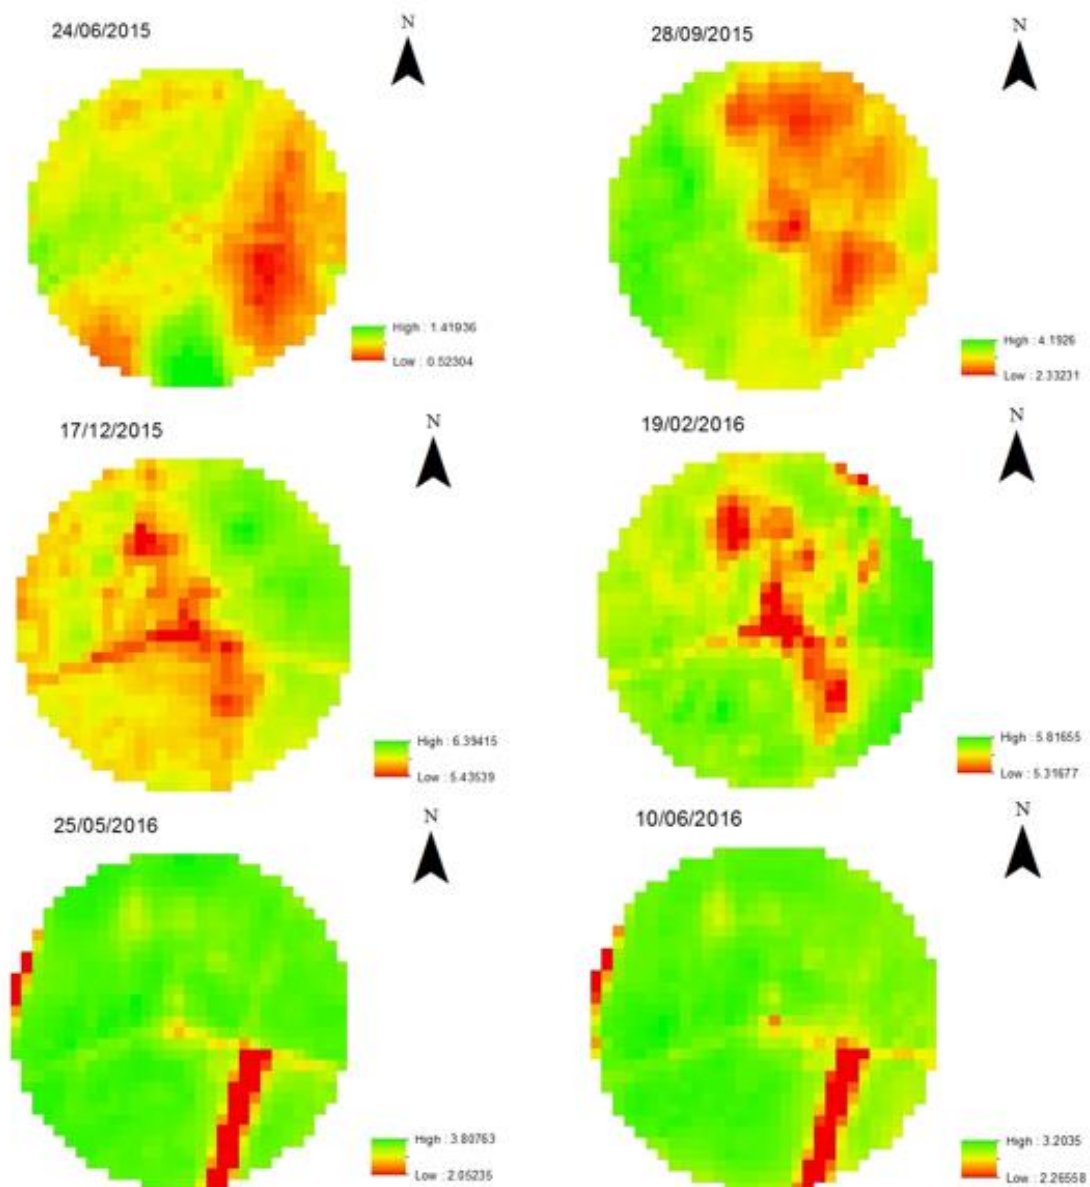 24/06/2015
N
High : 1.41936
Low : 0.52304
28/09/2015
N
High : 4.1926
Low : 2.33231
17/12/2015
N
High : 6.39415
Low : 5.43539
19/02/2016
N
High : 5.81655
Low : 5.31677
25/05/2016
N
High : 3.80763
Low : 2.05235
10/06/2016
N
High : 3.2035
Low : 2.26558